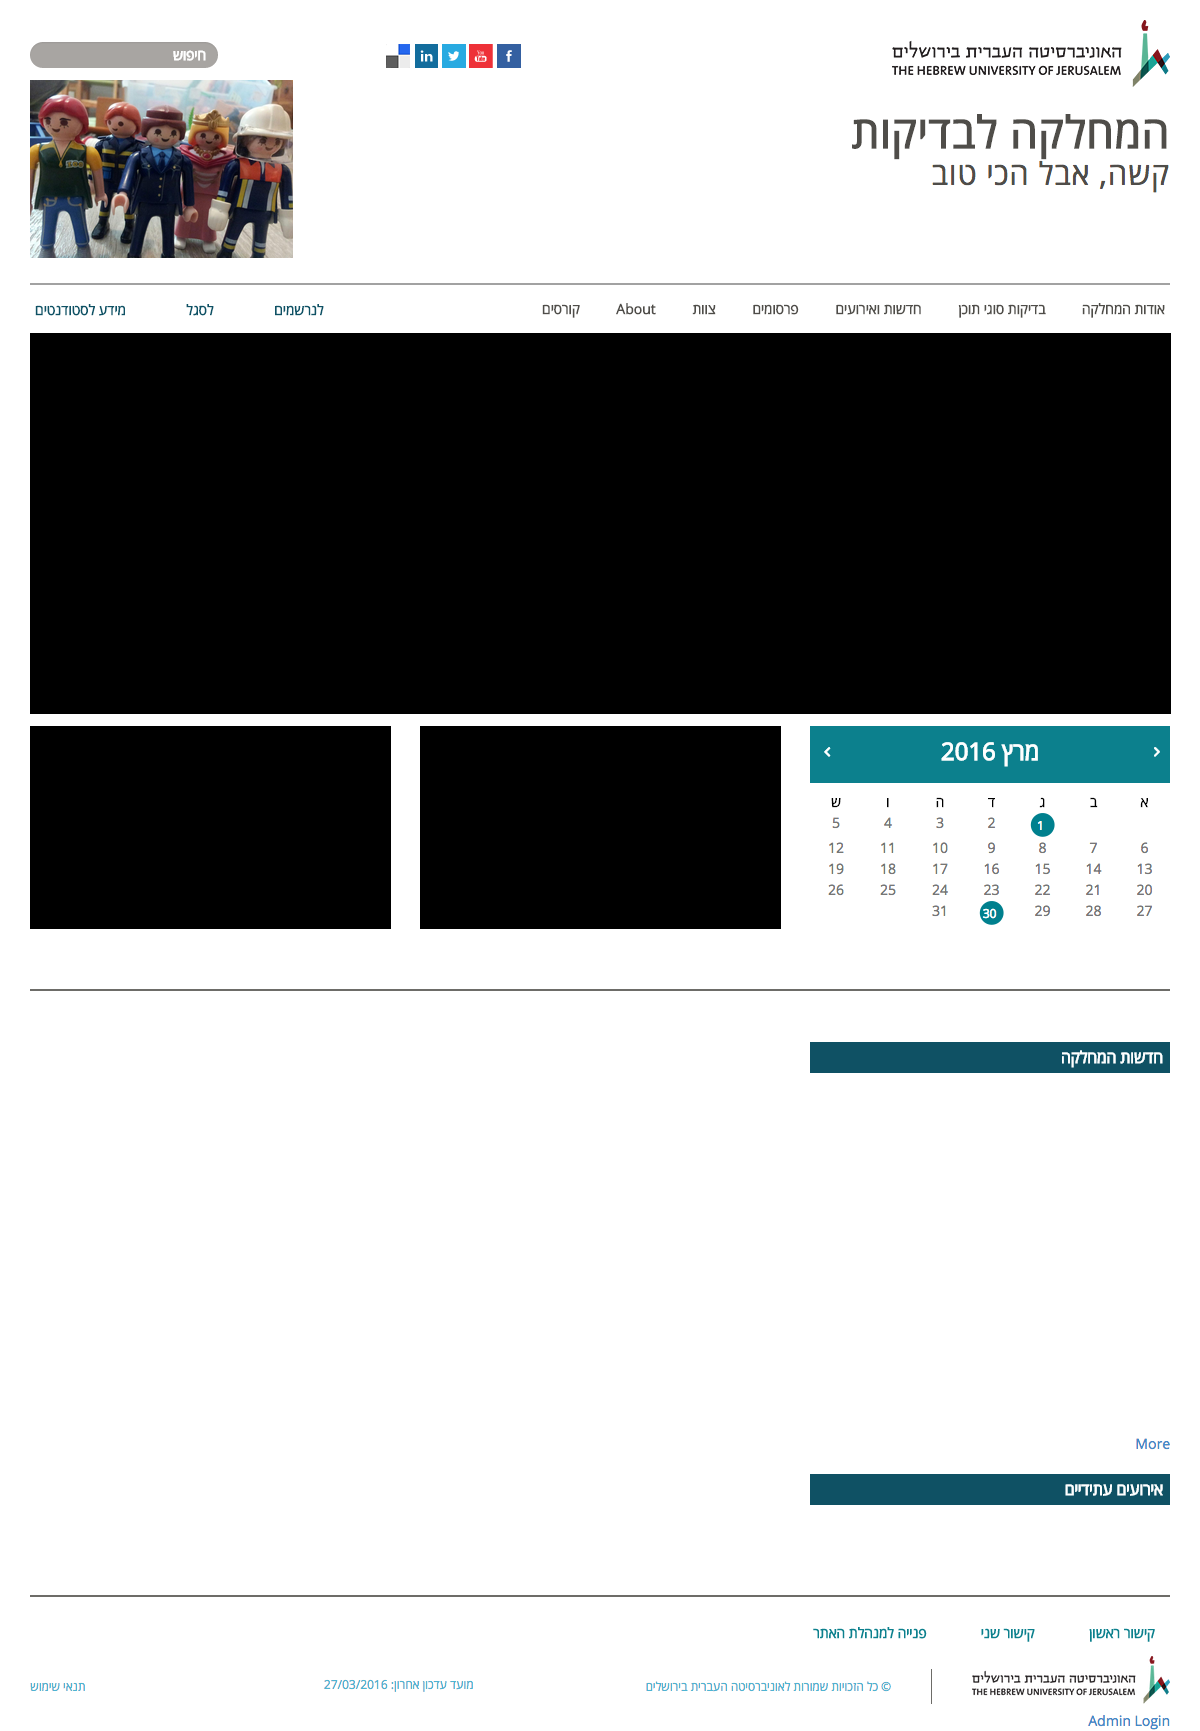 האוניברסיטה העברית בירושלים
THE HEBREW UNIVERSITY OF JERUSALEM
חיפוש
המחלקה לבדיקות
קשה, אבל הכי טוב
אודות המחלקה בדיקות סוגי תוכן חדשות ואירועים פרסומים צוות About קורסים
לנרשמים לסגל מידע לסטודנטים
מרץ 2016
א ב ג ד ה ו ש
1 2 3 4 5
6 7 8 9 10 11 12
13 14 15 16 17 18 19
20 21 22 23 24 25 26
27 28 29 30 31
חדשות המחלקה
More
אירועים עתידיים
קישור ראשון קישור שני פנייה למנהלת האתר
האוניברסיטה העברית בירושלים
THE HEBREW UNIVERSITY OF JERUSALEM
© כל הזכויות שמורות לאוניברסיטה העברית בירושלים
מועד עדכון אחרון: 27/03/2016
תנאי שימוש
Admin Login